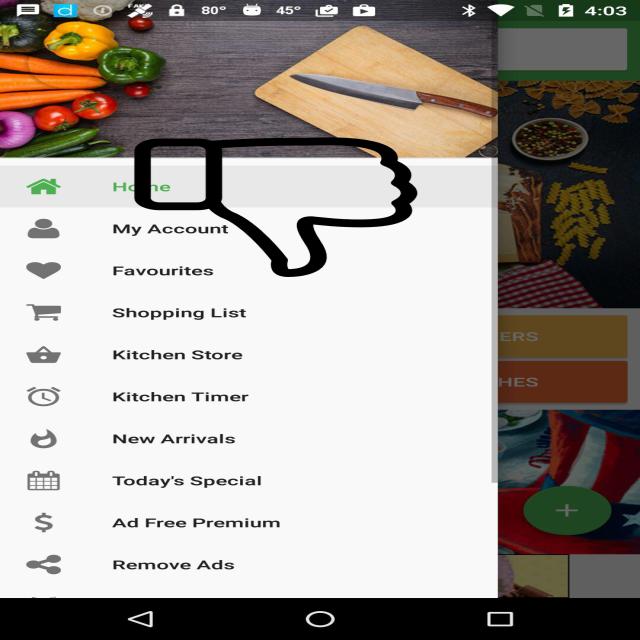 80° 45° 4:03
Home
My Account
Favourites
ERS
Shopping List
Kitchen Store
HES
Kitchen Timer
New Arrivals
Today's Special
Ad Free Premium
Remove Ads